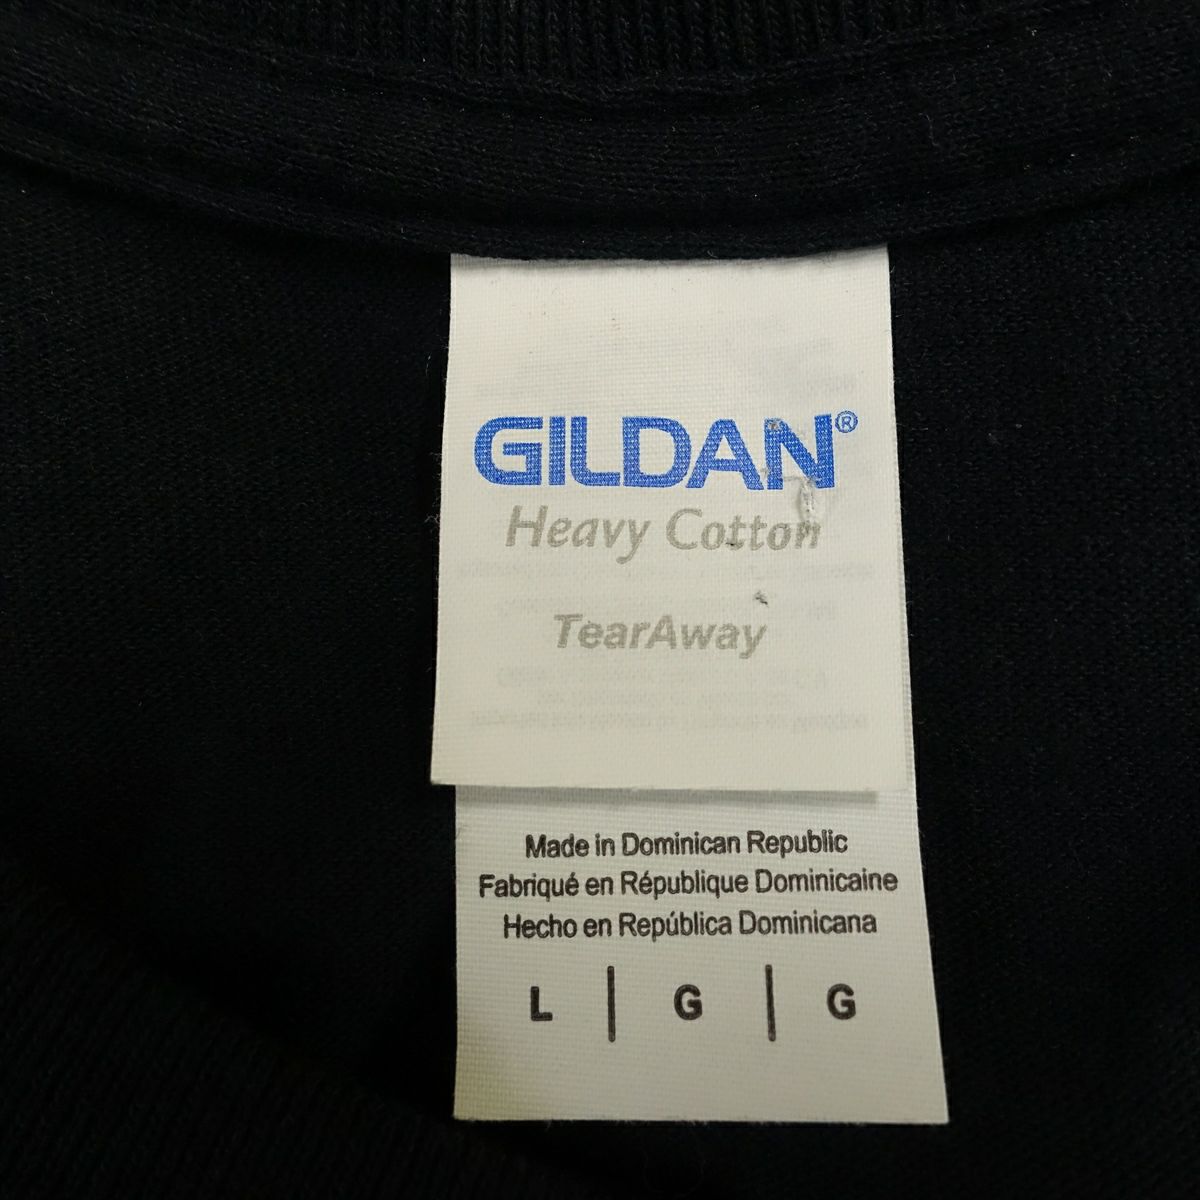 GILDAN®
Heavy Cotton
TearAway
Made in Dominican Republic
Fabriqué en République Dominicaine
Hecho en República Dominicana
L | G | G